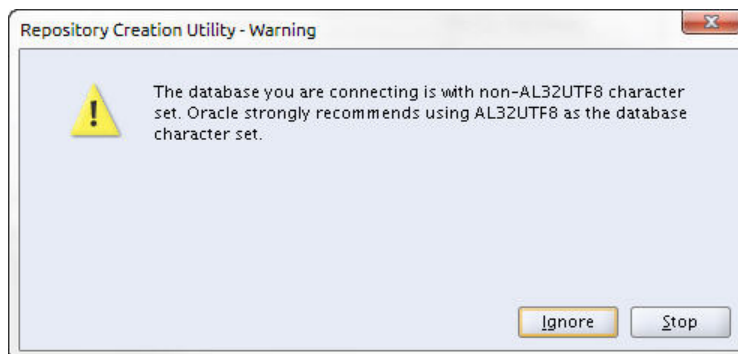 Repository Creation Utility - Warning
The database you are connecting is with non-AL32UTF8 character
set. Oracle strongly recommends using AL32UTF8 as the database
character set.
Ignore
Stop